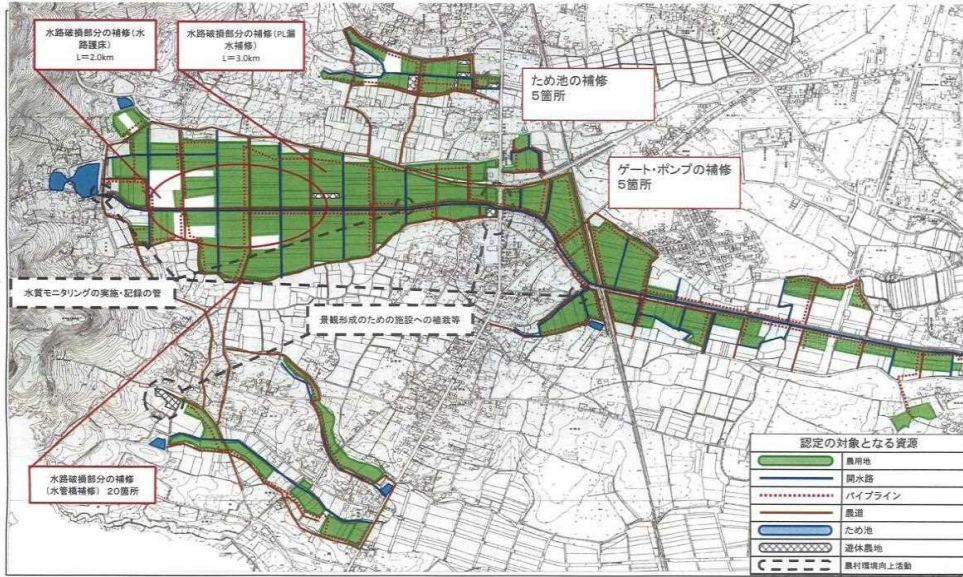 水路破損部分の補修(水
路護床)
L=2.0km
水路破損部分の補修(PL漏
水補修)
L=3.0km
ため池の補修
5箇所
ゲート・ポンプの補修
5箇所
水質モニタリングの実施・記録の管
景観形成のための施設への植栽等
水路破損部分の補修
(水管橋補修) 20箇所
認定の対象となる資源
農用地
開水路
パイプライン
農道
ため池
遊休農地
農村環境向上活動